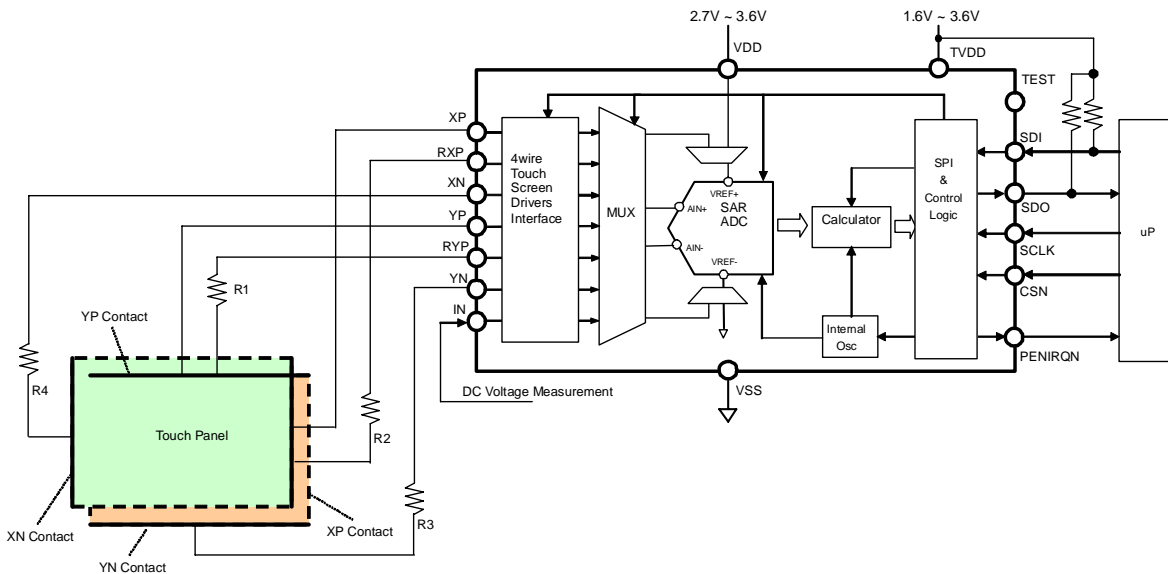 2.7V ~ 3.6V
1.6V ~ 3.6V
VDD
TVDD
TEST
XP
RXP
XN
YP
RYP
YN
IN
4wire
Touch
Screen
Drivers
Interface
MUX
VREF+
AIN+
SAR
ADC
AIN-
VREF-
Calculator
Internal
Osc
SPI
&
Control
Logic
SDI
SDO
SCLK
CSN
PENIRQN
uP
VSS
DC Voltage Measurement
R1
YP Contact
R4
R2
Touch Panel
R3
XP Contact
XN Contact
YN Contact